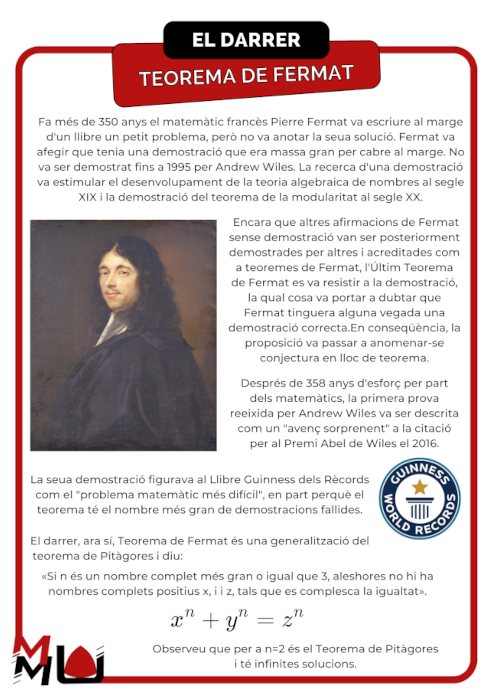 EL DARRER
TEOREMA DE FERMAT
Fa més de 350 anys el matemàtic francès Pierre Fermat va escriure al marge
d'un llibre un petit problema, però no va anotar la seua solució. Fermat va
afegir que tenia una demostració que era massa gran per cabre al marge. No
va ser demostrat fins a 1995 per Andrew Wiles. La recerca d'una demostració
va estimular el desenvolupament de la teoria algebraica de nombres al segle
XIX i la demostració del teorema de la modularitat al segle XX.
Encara que altres afirmacions de Fermat
sense demostració van ser posteriorment
demostrades per altres i acreditades com
a teoremes de Fermat, l'Últim Teorema
de Fermat es va resistir a la demostració,
la qual cosa va portar a dubtar que
Fermat tinguera alguna vegada una
demostració correcta.En conseqüència, la
proposició va passar a anomenar-se
conjectura en lloc de teorema.
Després de 358 anys d'esforç per part
dels matemàtics, la primera prova
reeixida per Andrew Wiles va ser descrita
com un "avenç sorprenent" a la citació
per al Premi Abel de Wiles el 2016.
La seua demostració figurava al Llibre Guinness dels Rècords
com el "problema matemàtic més difícil", en part perquè el
teorema té el nombre més gran de demostracions fallides.
GUINNESS
WORLD RECORDS
El darrer, ara sí, Teorema de Fermat és una generalització del
teorema de Pitàgores i diu:
«Si n és un nombre complet més gran o igual que 3, aleshores no hi ha
nombres complets positius x, i i z, tals que es complesca la igualtat».
xⁿ + yⁿ = zⁿ
Observeu que per a n=2 és el Teorema de Pitàgores
i té infinites solucions.
MMU